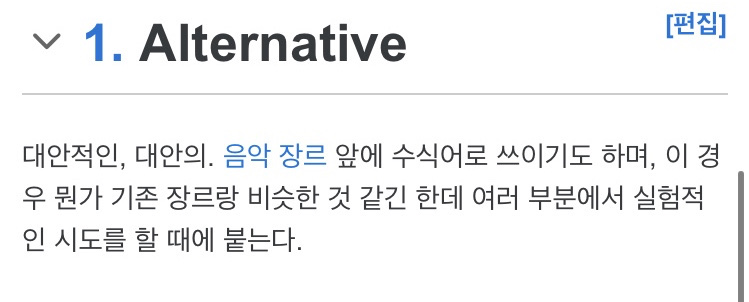 1. Alternative
[편집]
대안적인, 대안의. 음악 장르 앞에 수식어로 쓰이기도 하며, 이 경
우 뭔가 기존 장르랑 비슷한 것 같긴 한데 여러 부분에서 실험적
인 시도를 할 때에 붙는다.